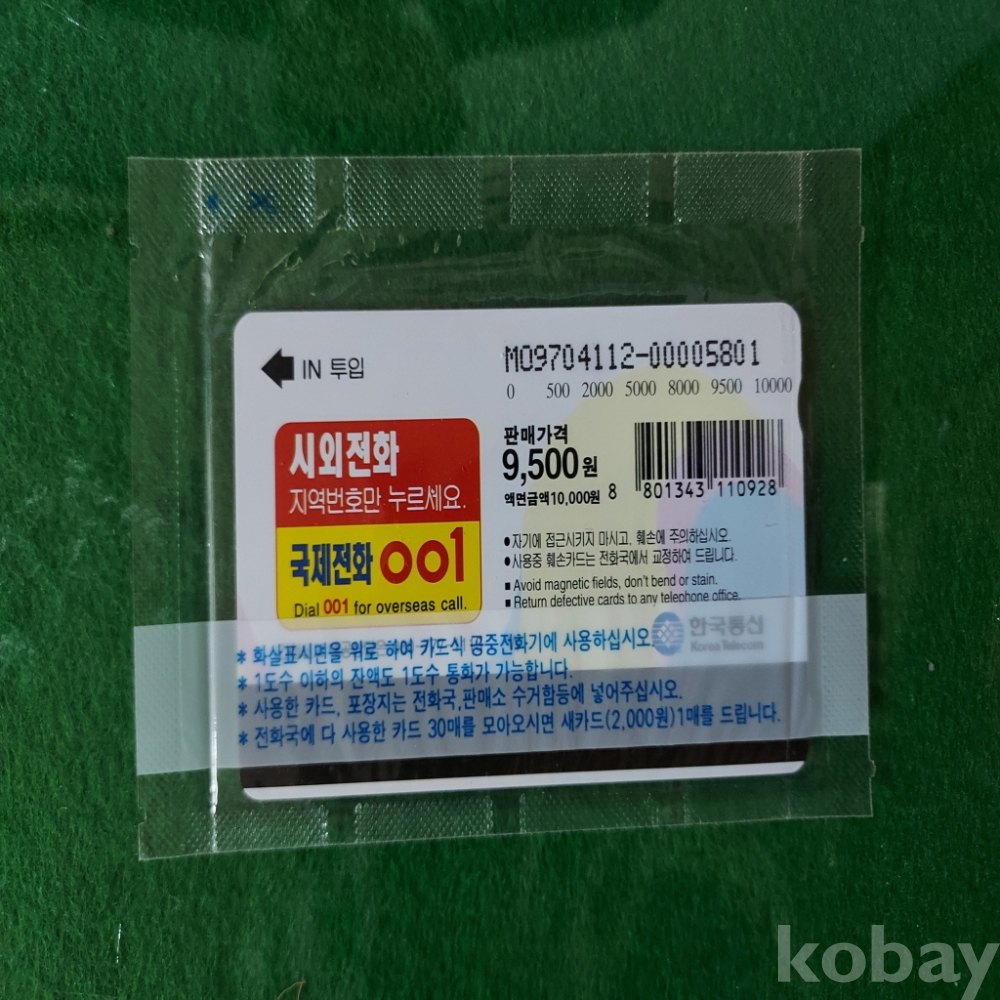 IN 투입
MO9704112-00005801
0 500 2000 5000 8000 9500 10000
시외전화
지역번호만 누르세요.
국제전화 001
Dial 001 for overseas call.
판매가격
9,500원
액면금액10,000원
8 801343 110928
●자기에 접근시키지 마시고, 훼손에 주의하십시오.
●사용중 훼손카드는 전화국에서 교정하여 드립니다.
■ Avoid magnetic fields, don't bend or stain.
■ Return defective cards to any telephone office.
한국통신
Korea Telecom
* 화살표시면을 위로 하여 카드식 공중전화기에 사용하십시오.
* 1도수 이하의 잔액도 1도수 통화가 가능합니다.
* 사용한 카드, 포장지는 전화국,판매소 수거함등에 넣어주십시오.
* 전화국에 다 사용한 카드 30매를 모아오시면 새카드(2,000원)1매를 드립니다.
kobay